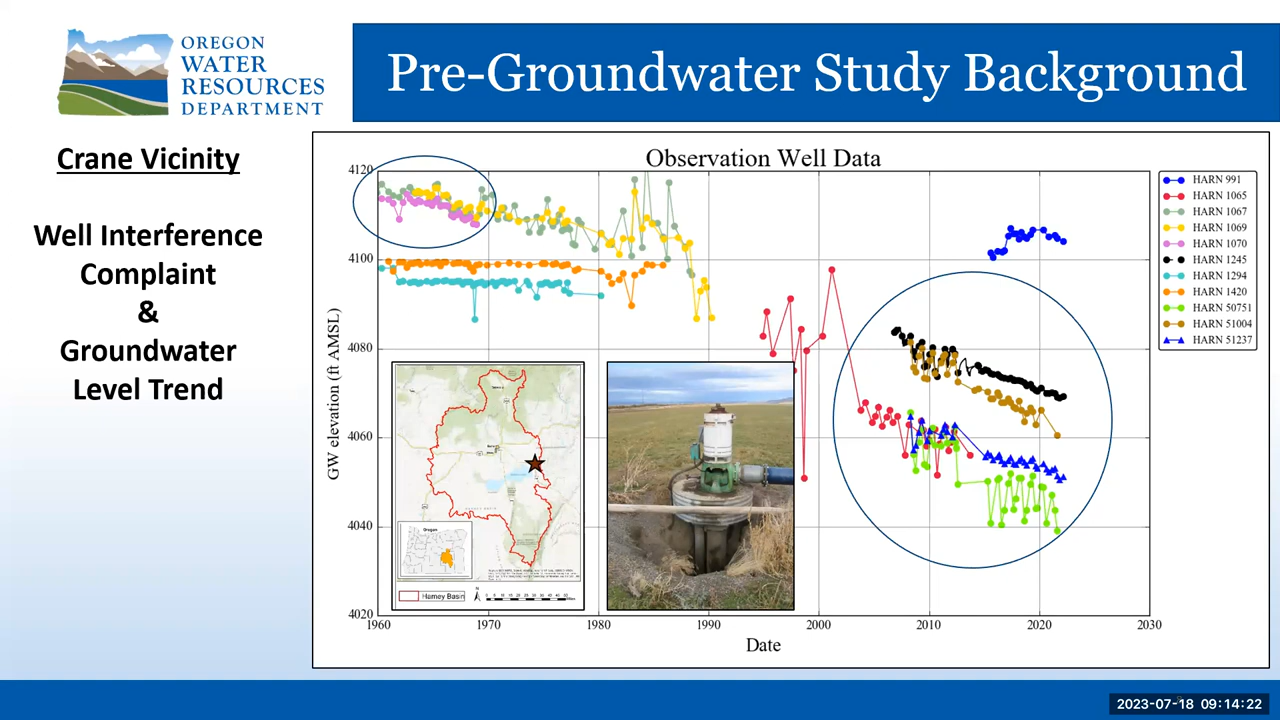 OREGON
WATER
RESOURCES
DEPARTMENT
Pre-Groundwater Study Background
Crane Vicinity
Well Interference
Complaint
&
Groundwater
Level Trend
Observation Well Data
4120
4100
4080
4060
4040
4020
GW elevation (ft AMSL)
1960
1970
1980
1990
2000
2010
2020
2030
Date
HARN 991
HARN 1065
HARN 1067
HARN 1069
HARN 1070
HARN 1245
HARN 1294
HARN 1420
HARN 50751
HARN 51004
HARN 51237
Oregon
Harney Basin
N
2023-07-18 09:14:22